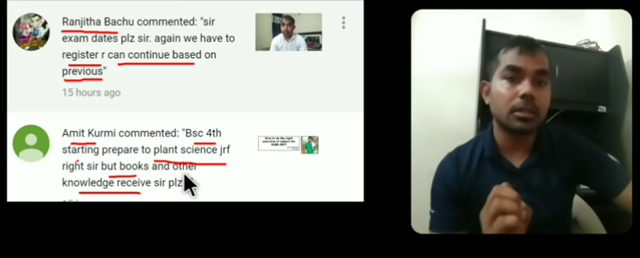 Ranjitha Bachu commented: "sir
exam dates plz sir. again we have to
register r can continue based on
previous"
15 hours ago
Amit Kurmi commented: "Bsc 4th
starting prepare to plant science jrf
right sir but books and other
knowledge receive sir plz